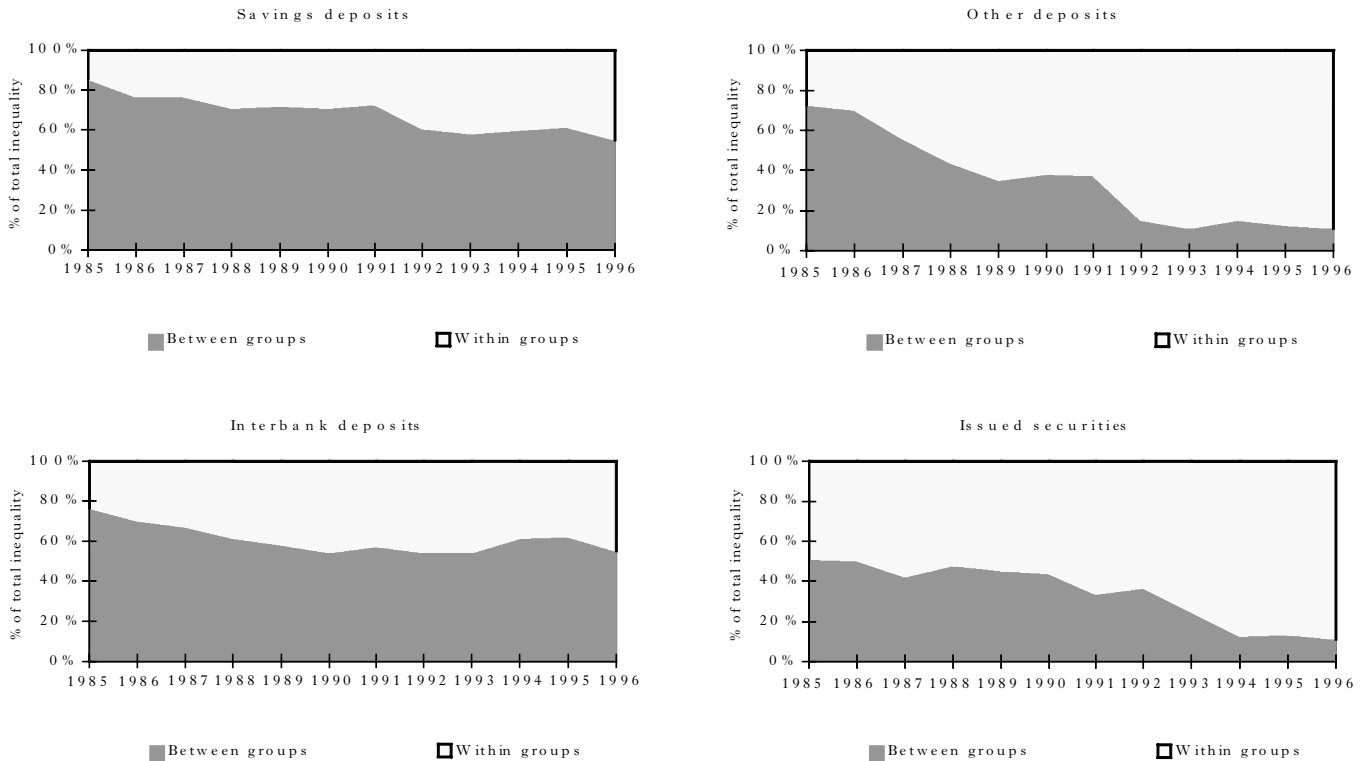 Savings deposits
% of total inequality
100%
80%
60%
40%
20%
0%
1985 1986 1987 1988 1989 1990 1991 1992 1993 1994 1995 1996
Between groups Within groups
Other deposits
% of total inequality
100%
80%
60%
40%
20%
0%
1985 1986 1987 1988 1989 1990 1991 1992 1993 1994 1995 1996
Between groups Within groups
Interbank deposits
% of total inequality
100%
80%
60%
40%
20%
0%
1985 1986 1987 1988 1989 1990 1991 1992 1993 1994 1995 1996
Between groups Within groups
Issued securities
% of total inequality
100%
80%
60%
40%
20%
0%
1985 1986 1987 1988 1989 1990 1991 1992 1993 1994 1995 1996
Between groups Within groups